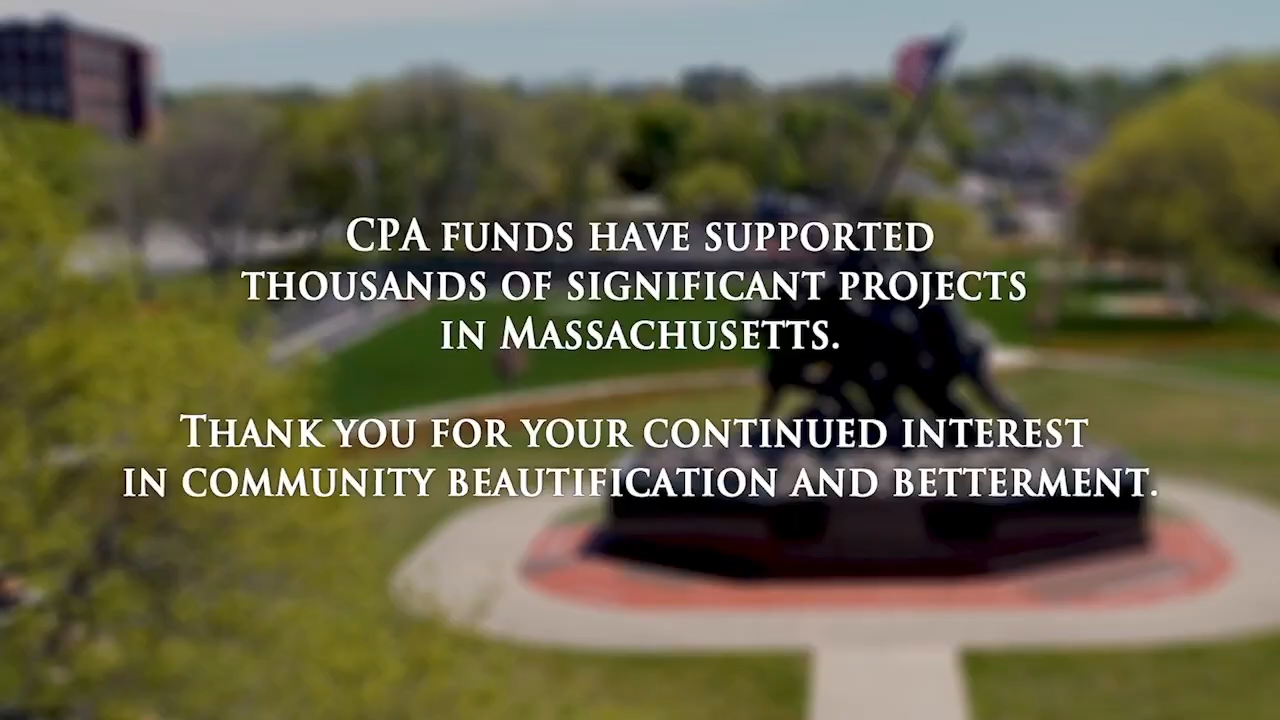 CPA FUNDS HAVE SUPPORTED
THOUSANDS OF SIGNIFICANT PROJECTS
IN MASSACHUSETTS.
THANK YOU FOR YOUR CONTINUED INTEREST
IN COMMUNITY BEAUTIFICATION AND BETTERMENT.